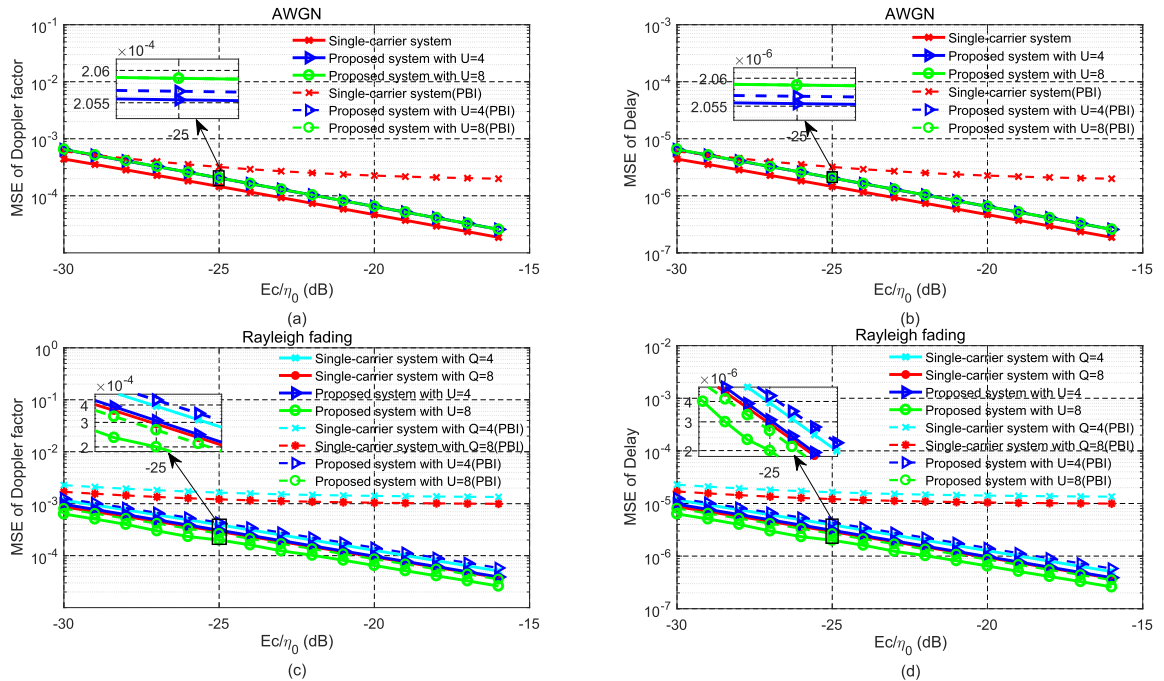 AWGN
MSE of Doppler factor
10^-1
10^-2
10^-3
10^-4
-30
-25
-20
-15
Ec/η_0 (dB)
(a)
Single-carrier system
Proposed system with U=4
Proposed system with U=8
Single-carrier system(PBI)
Proposed system with U=4(PBI)
Proposed system with U=8(PBI)
×10^-4
2.06
2.055
-25
AWGN
MSE of Delay
10^-3
10^-4
10^-5
10^-6
10^-7
-30
-25
-20
-15
Ec/η_0 (dB)
(b)
Single-carrier system
Proposed system with U=4
Proposed system with U=8
Single-carrier system(PBI)
Proposed system with U=4(PBI)
Proposed system with U=8(PBI)
×10^-6
2.06
2.055
-25
Rayleigh fading
MSE of Doppler factor
10^0
10^-1
10^-2
10^-3
10^-4
-30
-25
-20
-15
Ec/η_0 (dB)
(c)
Single-carrier system with Q=4
Single-carrier system with Q=8
Proposed system with U=4
Proposed system with U=8
Single-carrier system with Q=4(PBI)
Single-carrier system with Q=8(PBI)
Proposed system with U=4(PBI)
Proposed system with U=8(PBI)
×10^-4
4
3
2
-25
Rayleigh fading
MSE of Delay
10^-2
10^-3
10^-4
10^-5
10^-6
10^-7
-30
-25
-20
-15
Ec/η_0 (dB)
(d)
Single-carrier system with Q=4
Single-carrier system with Q=8
Proposed system with U=4
Proposed system with U=8
Single-carrier system with Q=4(PBI)
Single-carrier system with Q=8(PBI)
Proposed system with U=4(PBI)
Proposed system with U=8(PBI)
×10^-6
4
3
2
-25